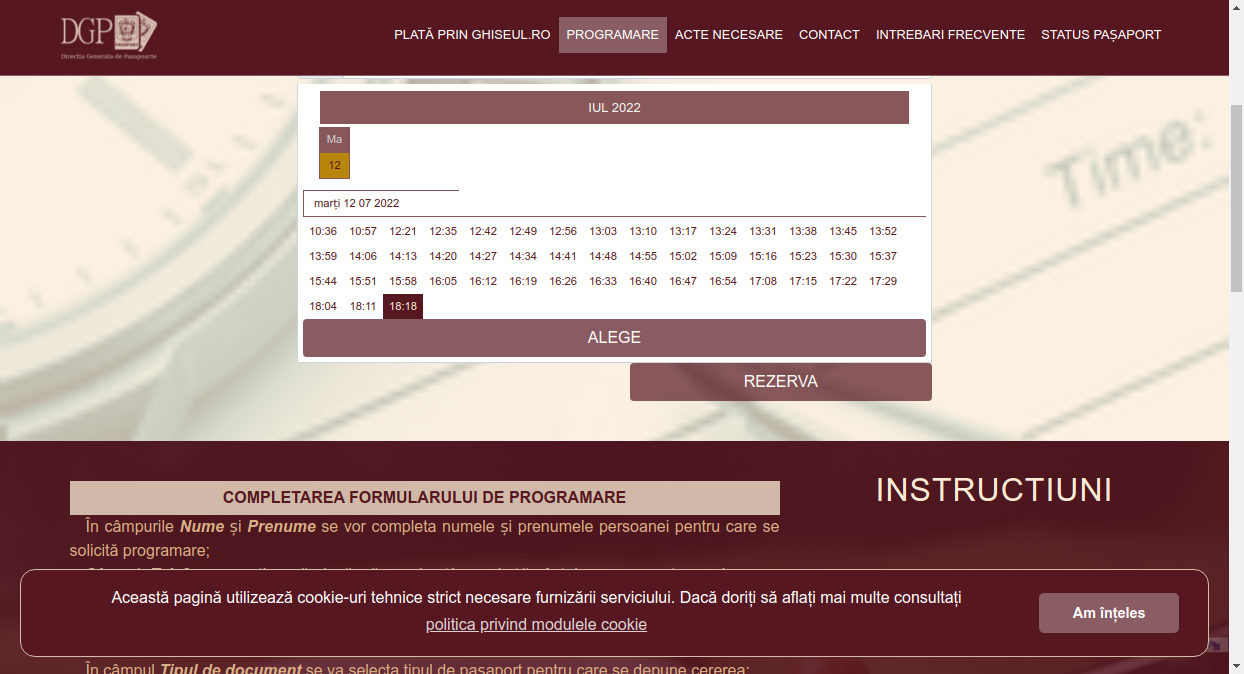 DGP
PASAPORT
Directia Generala de Pasapoarte
PLATĂ PRIN GHISEUL.RO PROGRAMARE ACTE NECESARE CONTACT INTREBARI FRECVENTE STATUS PAȘAPORT
Time:
IUL 2022
Ma
12
marți 12 07 2022
10:36 10:57 12:21 12:35 12:42 12:49 12:56 13:03 13:10 13:17 13:24 13:31 13:38 13:45 13:52
13:59 14:06 14:13 14:20 14:27 14:34 14:41 14:48 14:55 15:02 15:09 15:16 15:23 15:30 15:37
15:44 15:51 15:58 16:05 16:12 16:19 16:26 16:33 16:40 16:47 16:54 17:08 17:15 17:22 17:29
18:04 18:11 18:18
ALEGE
REZERVA
INSTRUCTIUNI
COMPLETAREA FORMULARULUI DE PROGRAMARE
În câmpurile Nume și Prenume se vor completa numele și prenumele persoanei pentru care se
solicită programare;
Această pagină utilizează cookie-uri tehnice strict necesare furnizării serviciului. Dacă doriți să aflați mai multe consultați
politica privind modulele cookie
Am înțeles
În câmpul Tipul de document se va selecta tipul de pașaport pentru care se depune cererea;